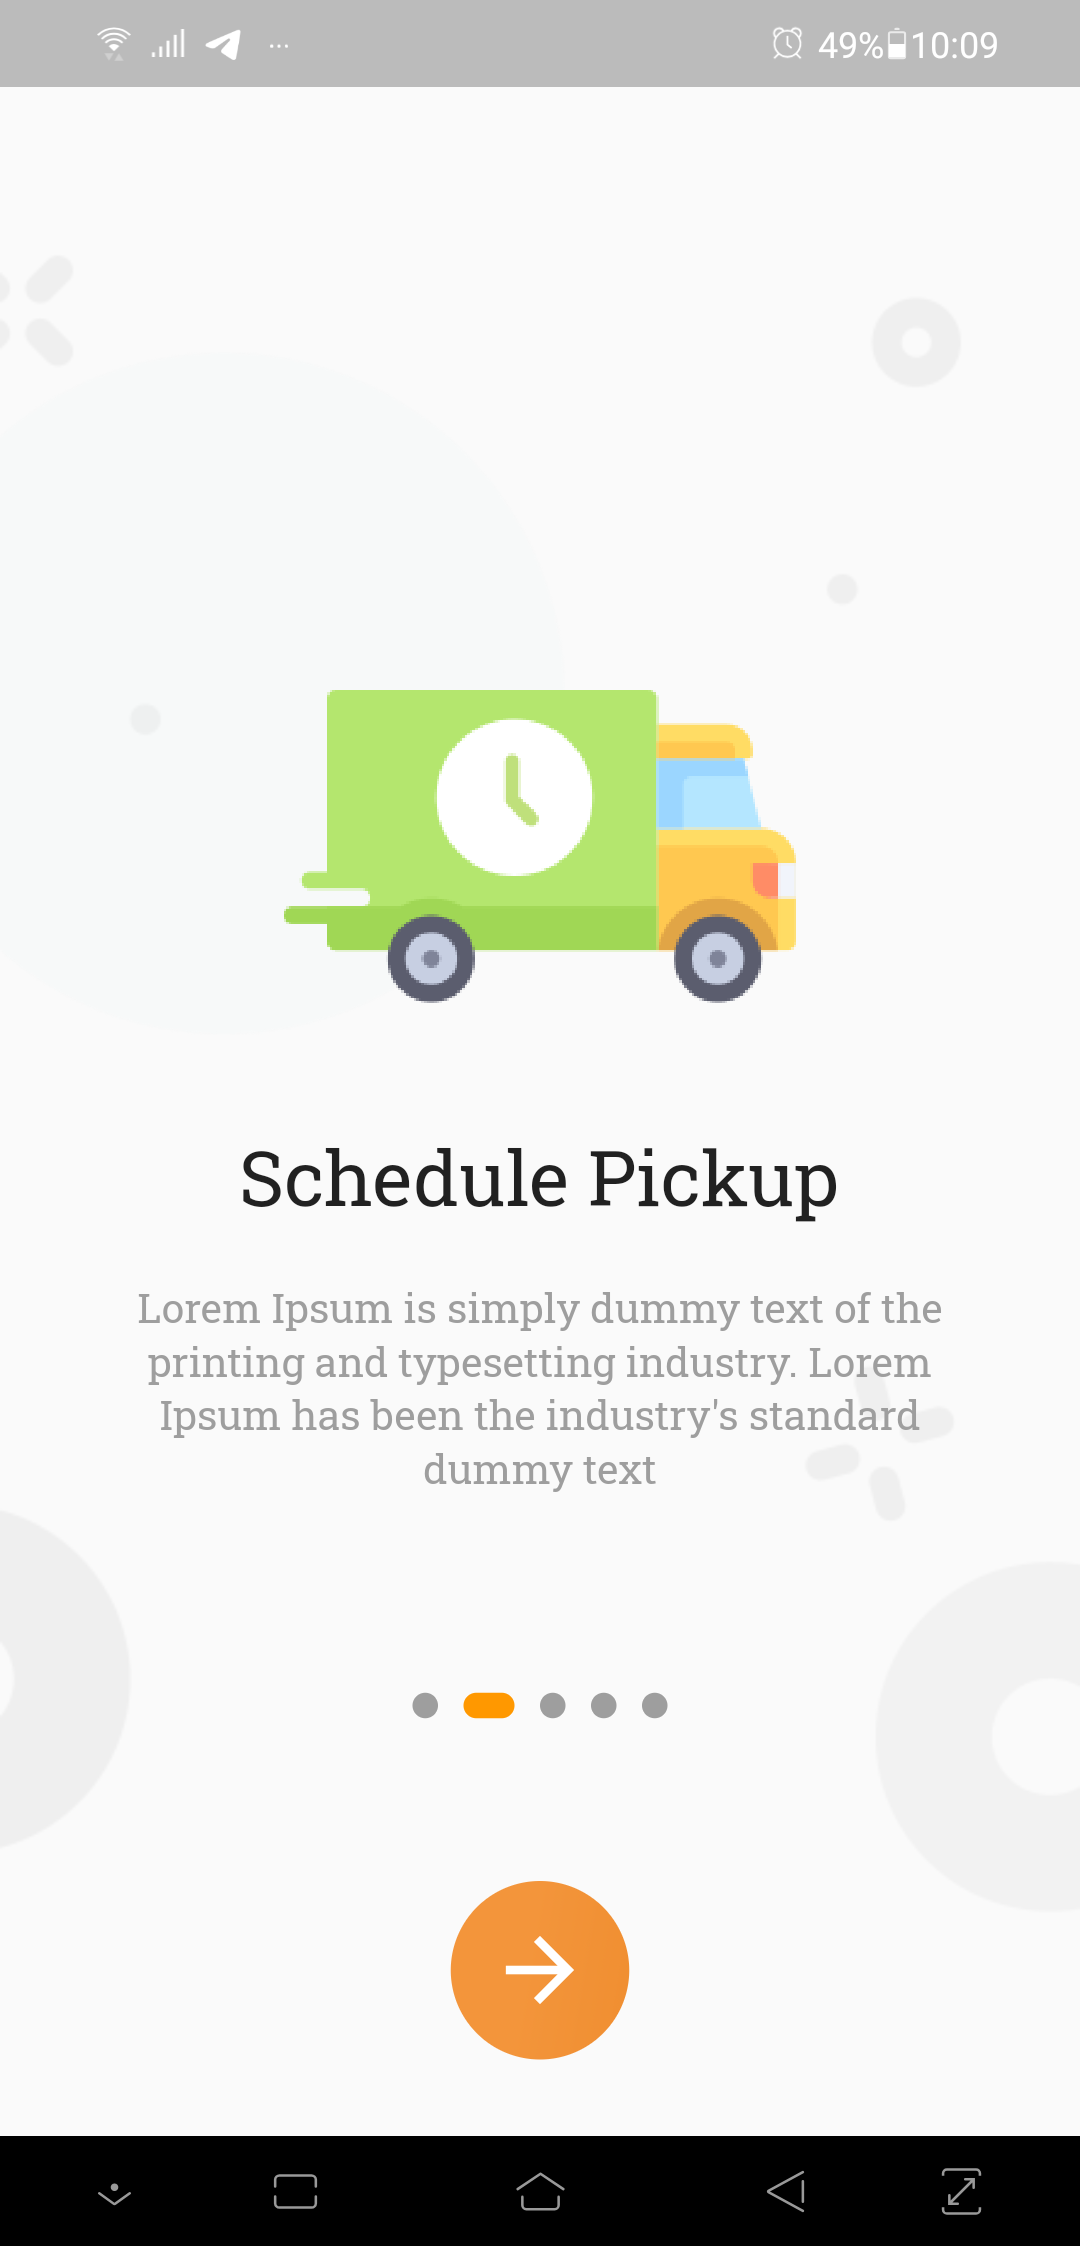 49% 10:09
Schedule Pickup
Lorem Ipsum is simply dummy text of the
printing and typesetting industry. Lorem
Ipsum has been the industry's standard
dummy text